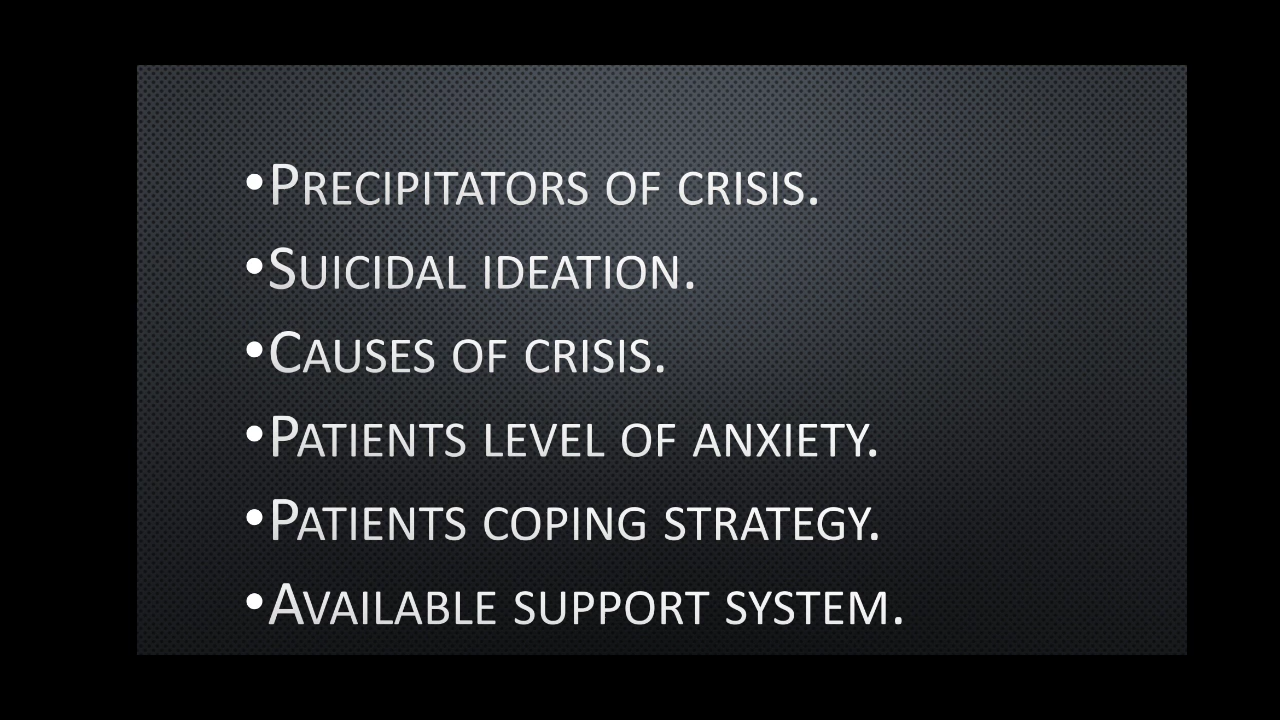 •Precipitators of crisis.
•Suicidal ideation.
•Causes of crisis.
•Patients level of anxiety.
•Patients coping strategy.
•Available support system.